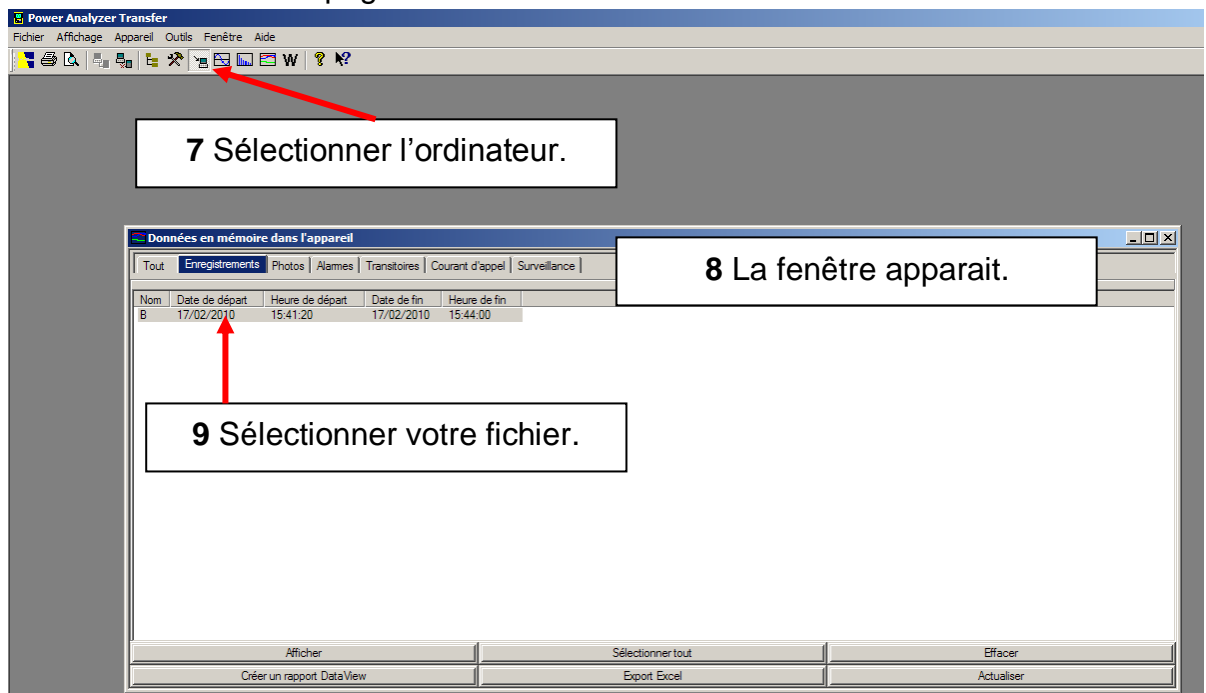 Power Analyzer Transfer
Fichier Affichage Appareil Outils Fenêtre Aide
W
7 Sélectionner l’ordinateur.
Données en mémoire dans l'appareil
8 La fenêtre apparait.
Tout Enregistrements Photos Alarmes Transitoires Courant d'appel Surveillance
Nom Date de départ Heure de départ Date de fin Heure de fin
B 17/02/2010 15:41:20 17/02/2010 15:44:00
9 Sélectionner votre fichier.
Afficher Sélectionner tout Effacer
Créer un rapport DataView Export Excel Actualiser